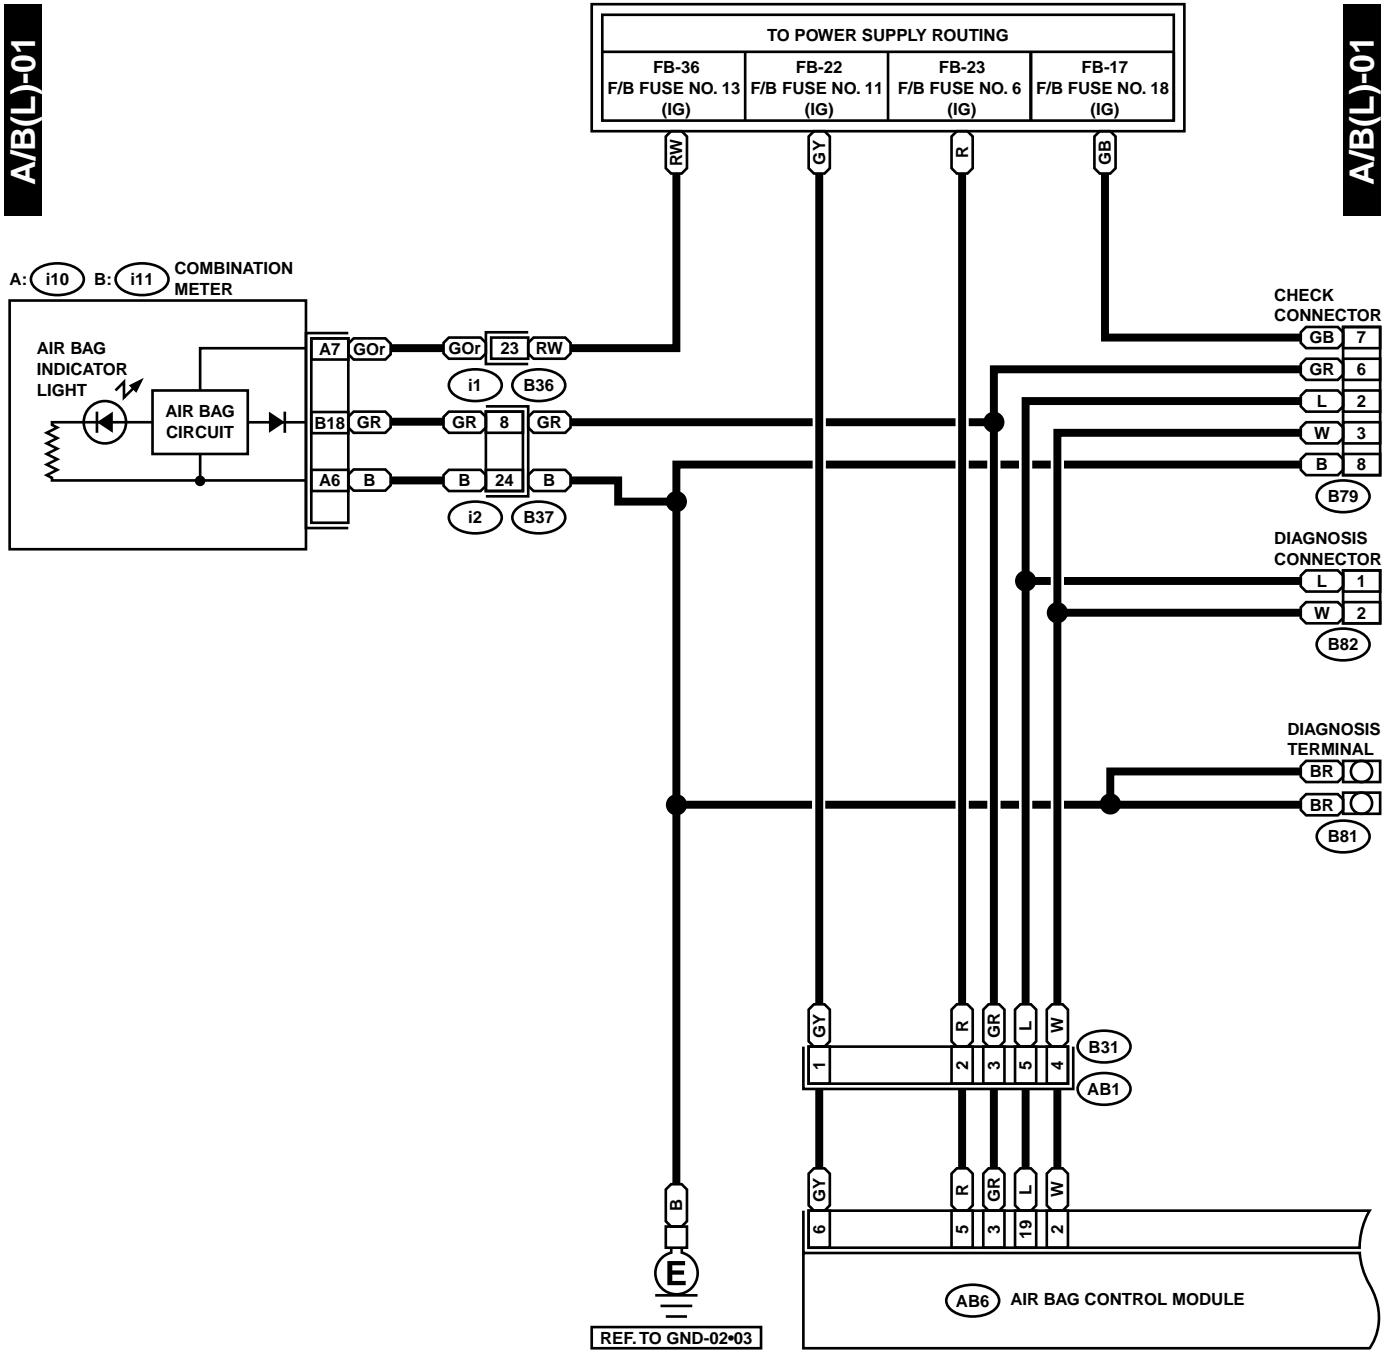 A/B(L)-01
A/B(L)-01
TO POWER SUPPLY ROUTING
FB-36
F/B FUSE NO. 13
(IG)
FB-22
F/B FUSE NO. 11
(IG)
FB-23
F/B FUSE NO. 6
(IG)
FB-17
F/B FUSE NO. 18
(IG)
RW
GY
R
GB
A: i10 B: i11 COMBINATION
METER
AIR BAG
INDICATOR
LIGHT
AIR BAG
CIRCUIT
A7 GOr GOr 23 RW
i1 B36
B18 GR GR 8 GR
A6 B B 24 B
i2 B37
CHECK
CONNECTOR
GB 7
GR 6
L 2
W 3
B 8
B79
DIAGNOSIS
CONNECTOR
L 1
W 2
B82
DIAGNOSIS
TERMINAL
BR
BR
B81
GY R GR L W
1 2 3 5 4
B31
AB1
GY R GR L W
6 5 3 19 2
B
E
REF. TO GND-02•03
AB6 AIR BAG CONTROL MODULE